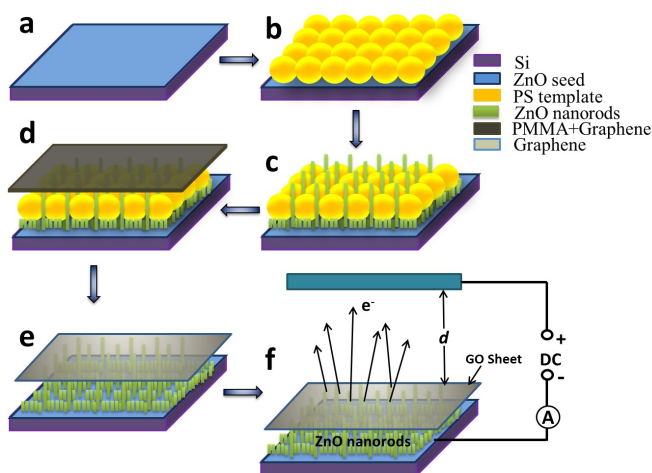 a
b
Si
ZnO seed
PS template
ZnO nanorods
PMMA+Graphene
Graphene
d
c
e
f
e-
d
+
DC
-
GO Sheet
A
ZnO nanorods